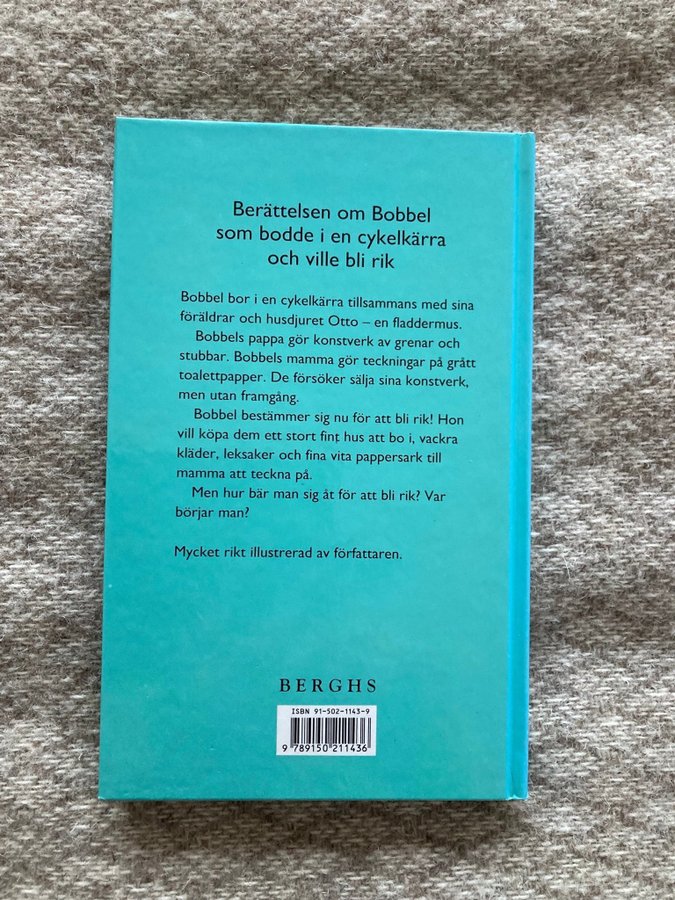 Berättelsen om Bobbel
som bodde i en cykelkärra
och ville bli rik
Bobbel bor i en cykelkärra tillsammans med sina
föräldrar och husdjuret Otto – en fladdermus.
Bobbels pappa gör konstverk av grenar och
stubbar. Bobbels mamma gör teckningar på grått
toalettpapper. De försöker sälja sina konstverk,
men utan framgång.
Bobbel bestämmer sig nu för att bli rik! Hon
vill köpa dem ett stort fint hus att bo i, vackra
kläder, leksaker och fina vita pappersark till
mamma att teckna på.
Men hur bär man sig åt för att bli rik? Var
börjar man?
Mycket rikt illustrerad av författaren.
BERGHS
ISBN 91-502-1143-9
9 789150 211436